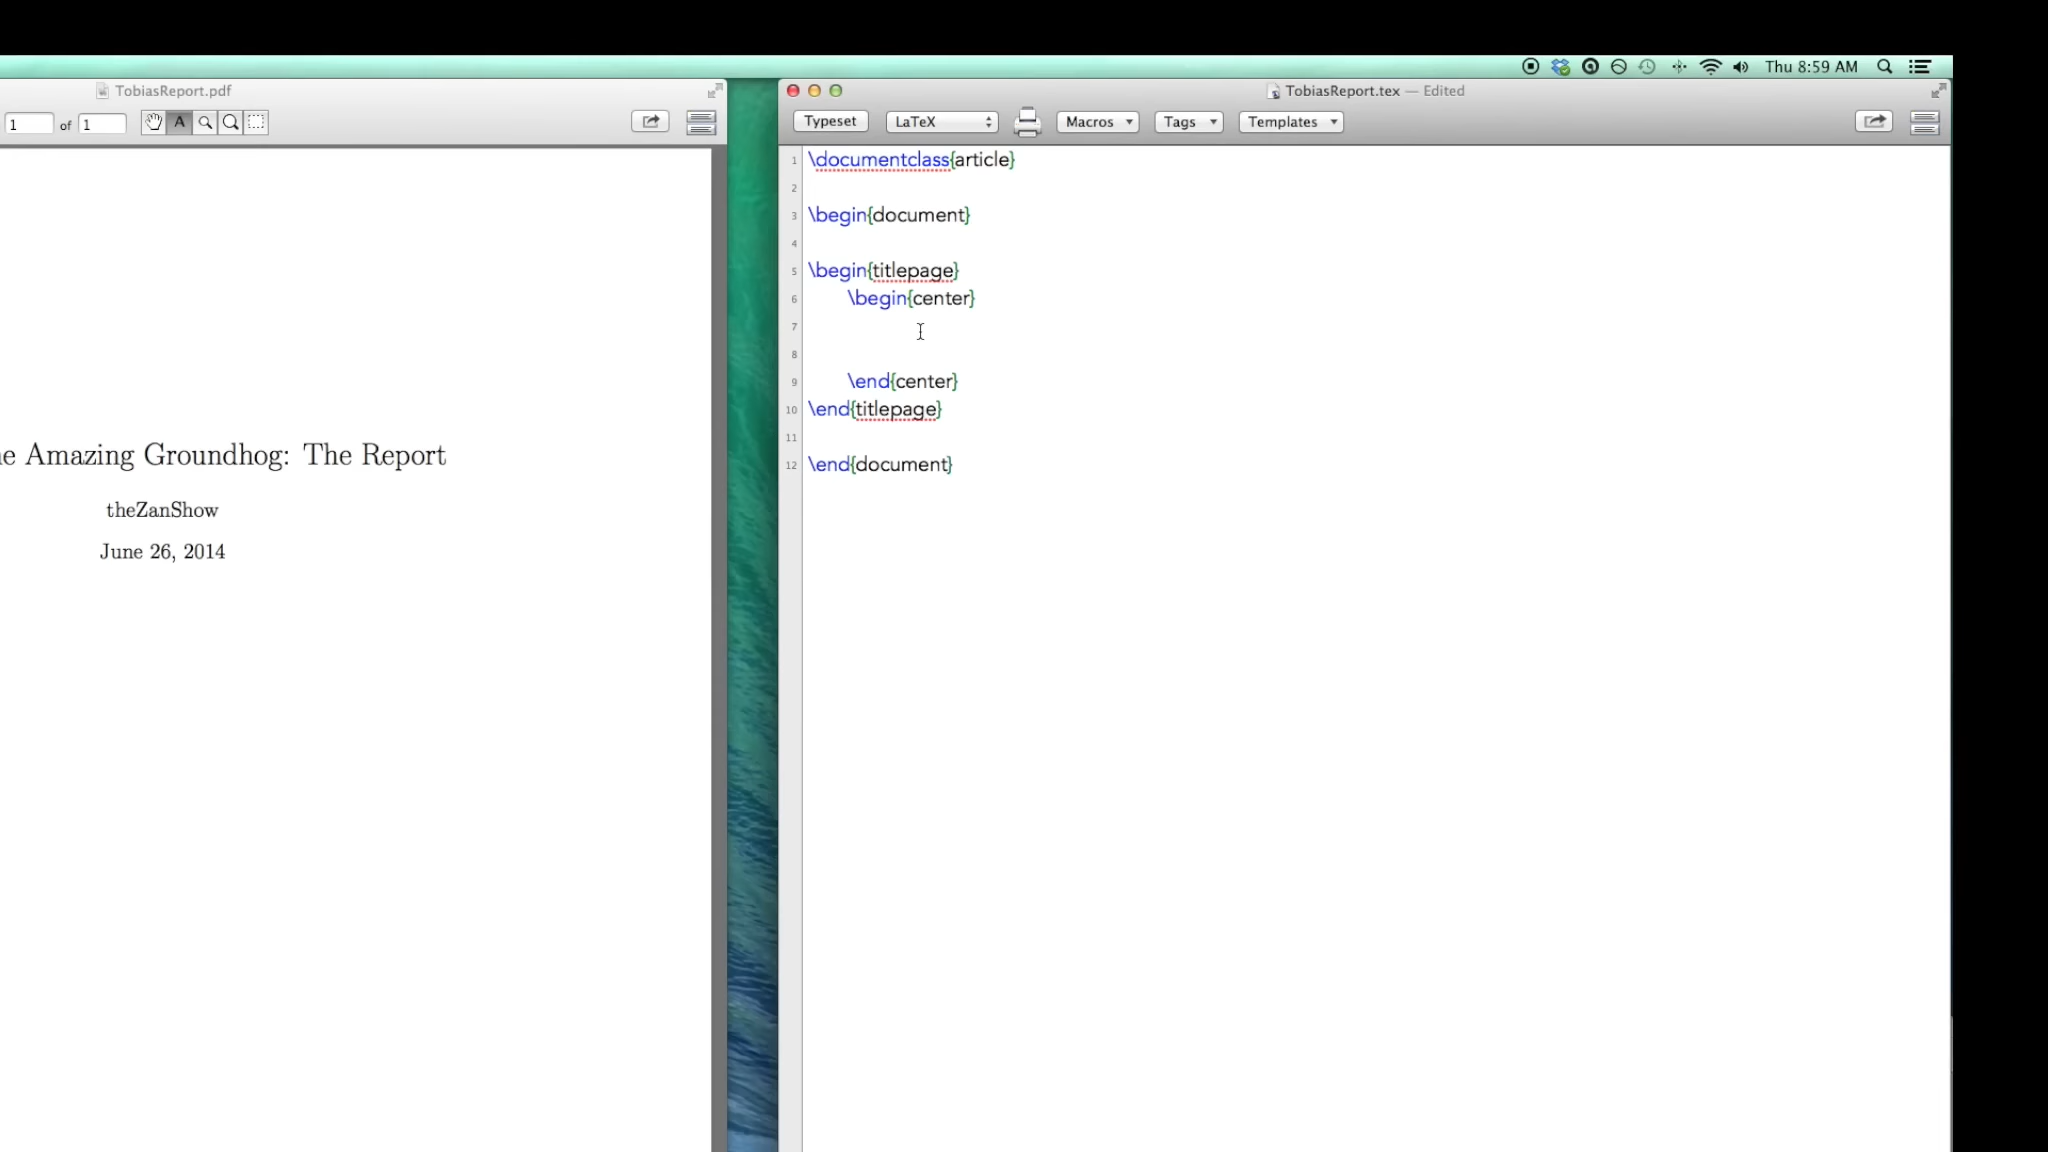 Thu 8:59 AM
TobiasReport.pdf
1 of 1
A
e Amazing Groundhog: The Report
theZanShow
June 26, 2014
TobiasReport.tex — Edited
Typeset LaTeX Macros Tags Templates
1 \documentclass{article}
2
3 \begin{document}
4
5 \begin{titlepage}
6 \begin{center}
7
8
9 \end{center}
10 \end{titlepage}
11
12 \end{document}